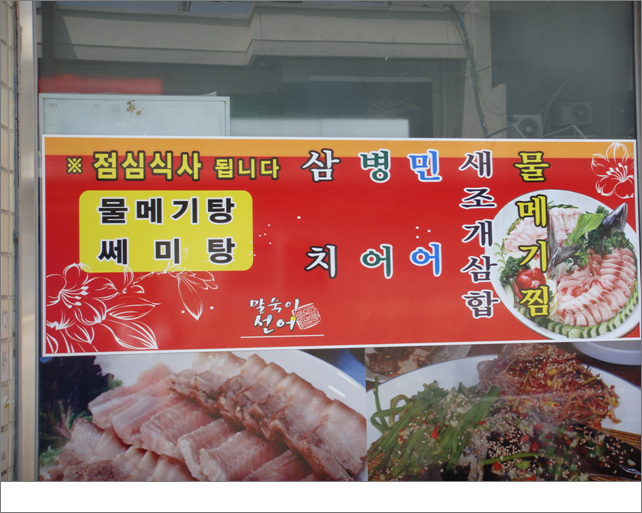 ※ 점심식사 됩니다
물메기탕
쎄미탕
삼치
병어
민어
새조개삼합
물메기찜
말숙이
선어